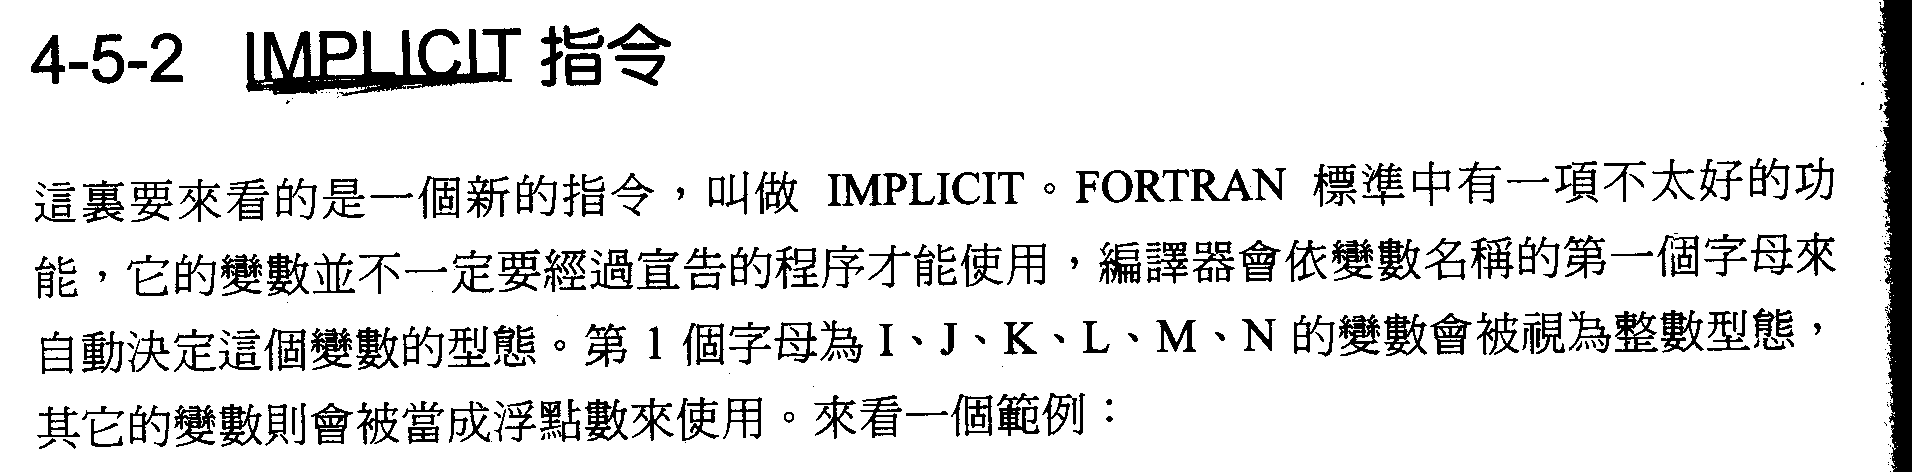 4-5-2 IMPLICIT 指令
這裏要來看的是一個新的指令，叫做 IMPLICIT。FORTRAN 標準中有一項不太好的功
能，它的變數並不一定要經過宣告的程序才能使用，編譯器會依變數名稱的第一個字母來
自動決定這個變數的型態。第 1 個字母為 I、J、K、L、M、N 的變數會被視為整數型態，
其它的變數則會被當成浮點數來使用。來看一個範例：